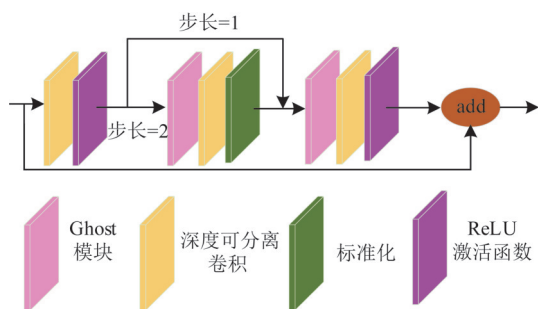 步长=1
步长=2
add
Ghost
模块
深度可分离
卷积
标准化
ReLU
激活函数